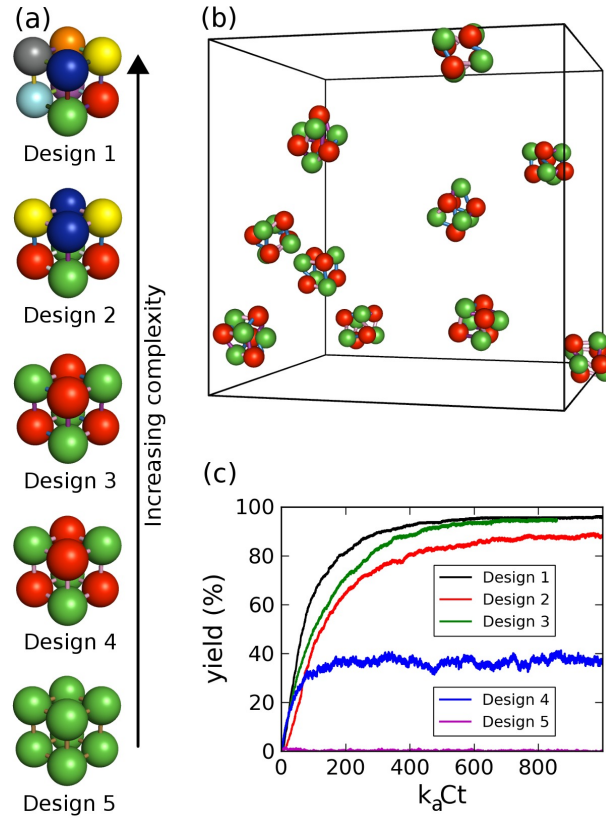 (a)
Design 1
Design 2
Design 3
Design 4
Design 5
Increasing complexity
(b)
(c)
yield (%)
100
80
60
40
20
0
0 200 400 600 800
kₐCt
Design 1
Design 2
Design 3
Design 4
Design 5